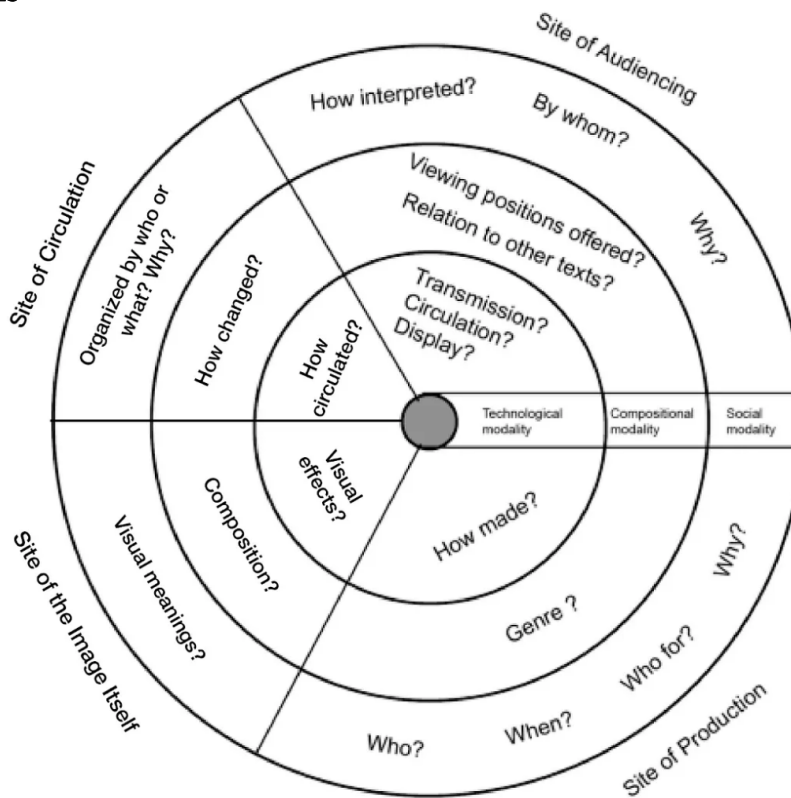 Site of Audiencing
How interpreted?
By whom?
Why?
Viewing positions offered?
Relation to other texts?
Transmission?
Circulation?
Display?
Site of Circulation
Organized by who or
what? Why?
How changed?
How
circulated?
Technological
modality
Compositional
modality
Social
modality
Site of the Image Itself
Visual meanings?
Composition?
Visual
effects?
How made?
Genre ?
Why?
Who for?
When?
Who?
Site of Production